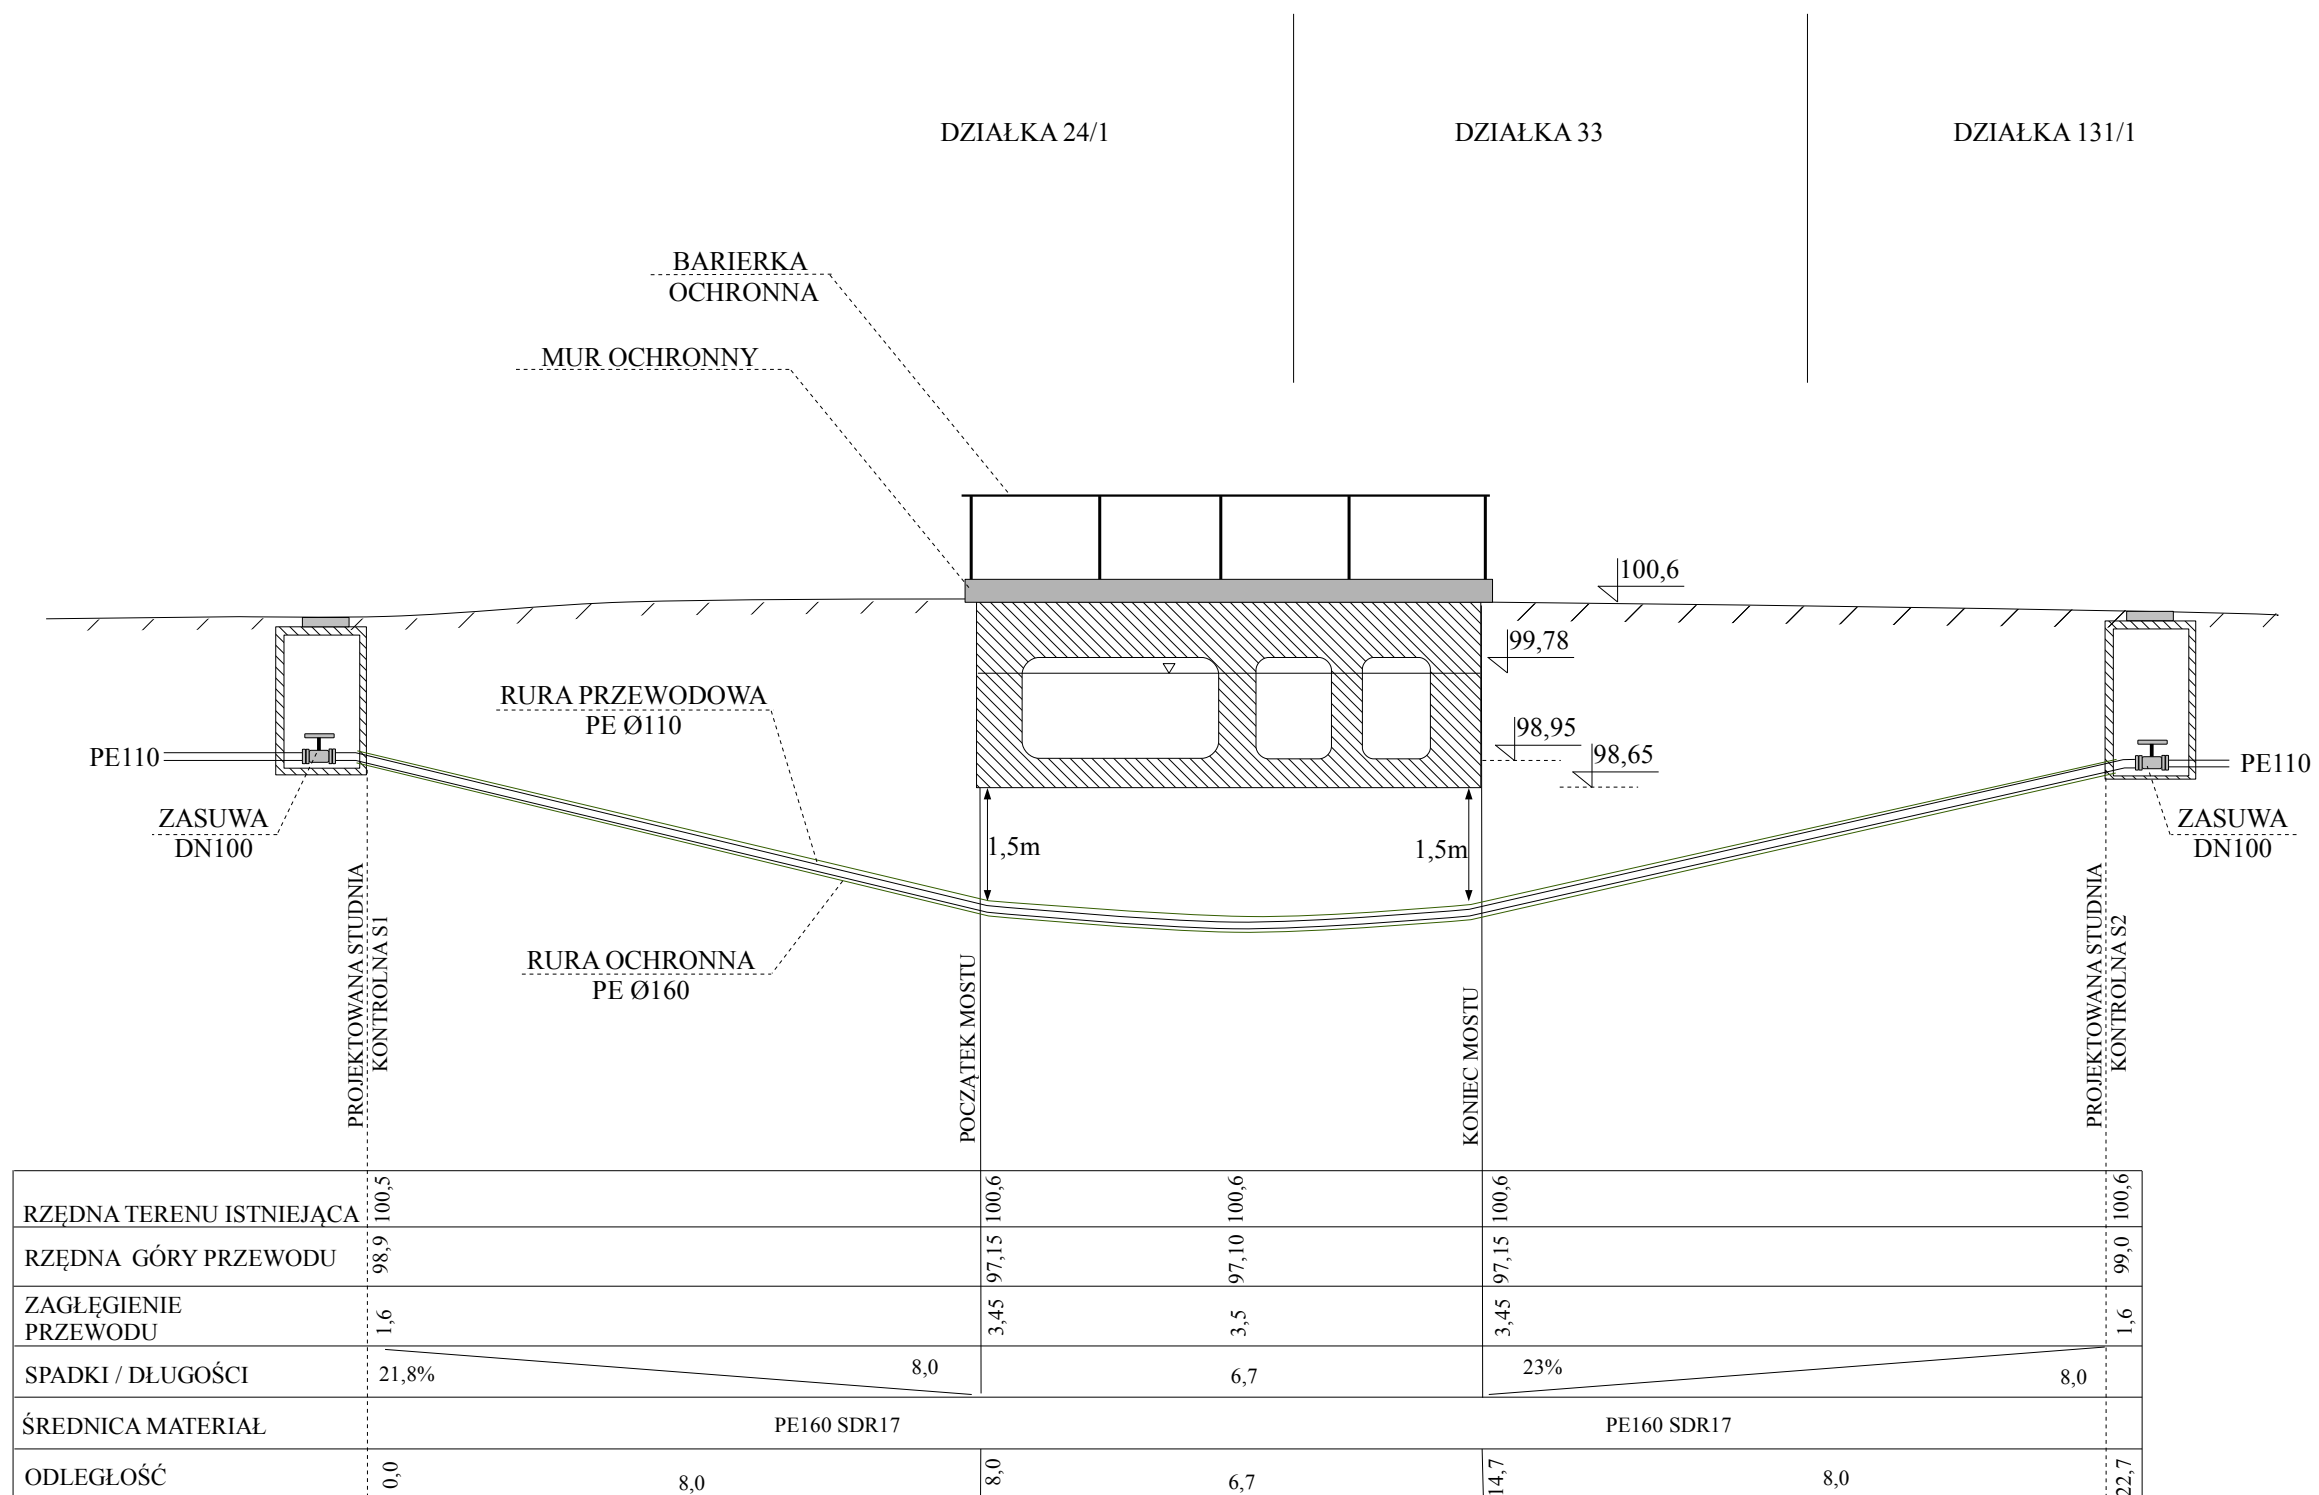 DZIAŁKA 24/1
DZIAŁKA 33
DZIAŁKA 131/1
BARIERKA
OCHRONNA
MUR OCHRONNY
100,6
99,78
98,95
98,65
RURA PRZEWODOWA
PE Ø110
PE110
PE110
ZASUWA
DN100
ZASUWA
DN100
1,5m
1,5m
RURA OCHRONNA
PE Ø160
PROJEKTOWANA STUDNIA
KONTROLNA S1
POCZĄTEK MOSTU
KONIEC MOSTU
PROJEKTOWANA STUDNIA
KONTROLNA S2
RZĘDNA TERENU ISTNIEJĄCA 100,5 100,6 100,6 100,6 100,6
RZĘDNA GÓRY PRZEWODU 98,9 97,15 97,10 97,15 99,0
ZAGŁĘGIENIE
PRZEWODU 1,6 3,45 3,5 3,45 1,6
SPADKI / DŁUGOŚCI 21,8% 8,0 6,7 23% 8,0
ŚREDNICA MATERIAŁ PE160 SDR17 PE160 SDR17
ODLEGŁOŚĆ 0,0 8,0 8,0 6,7 14,7 8,0 22,7